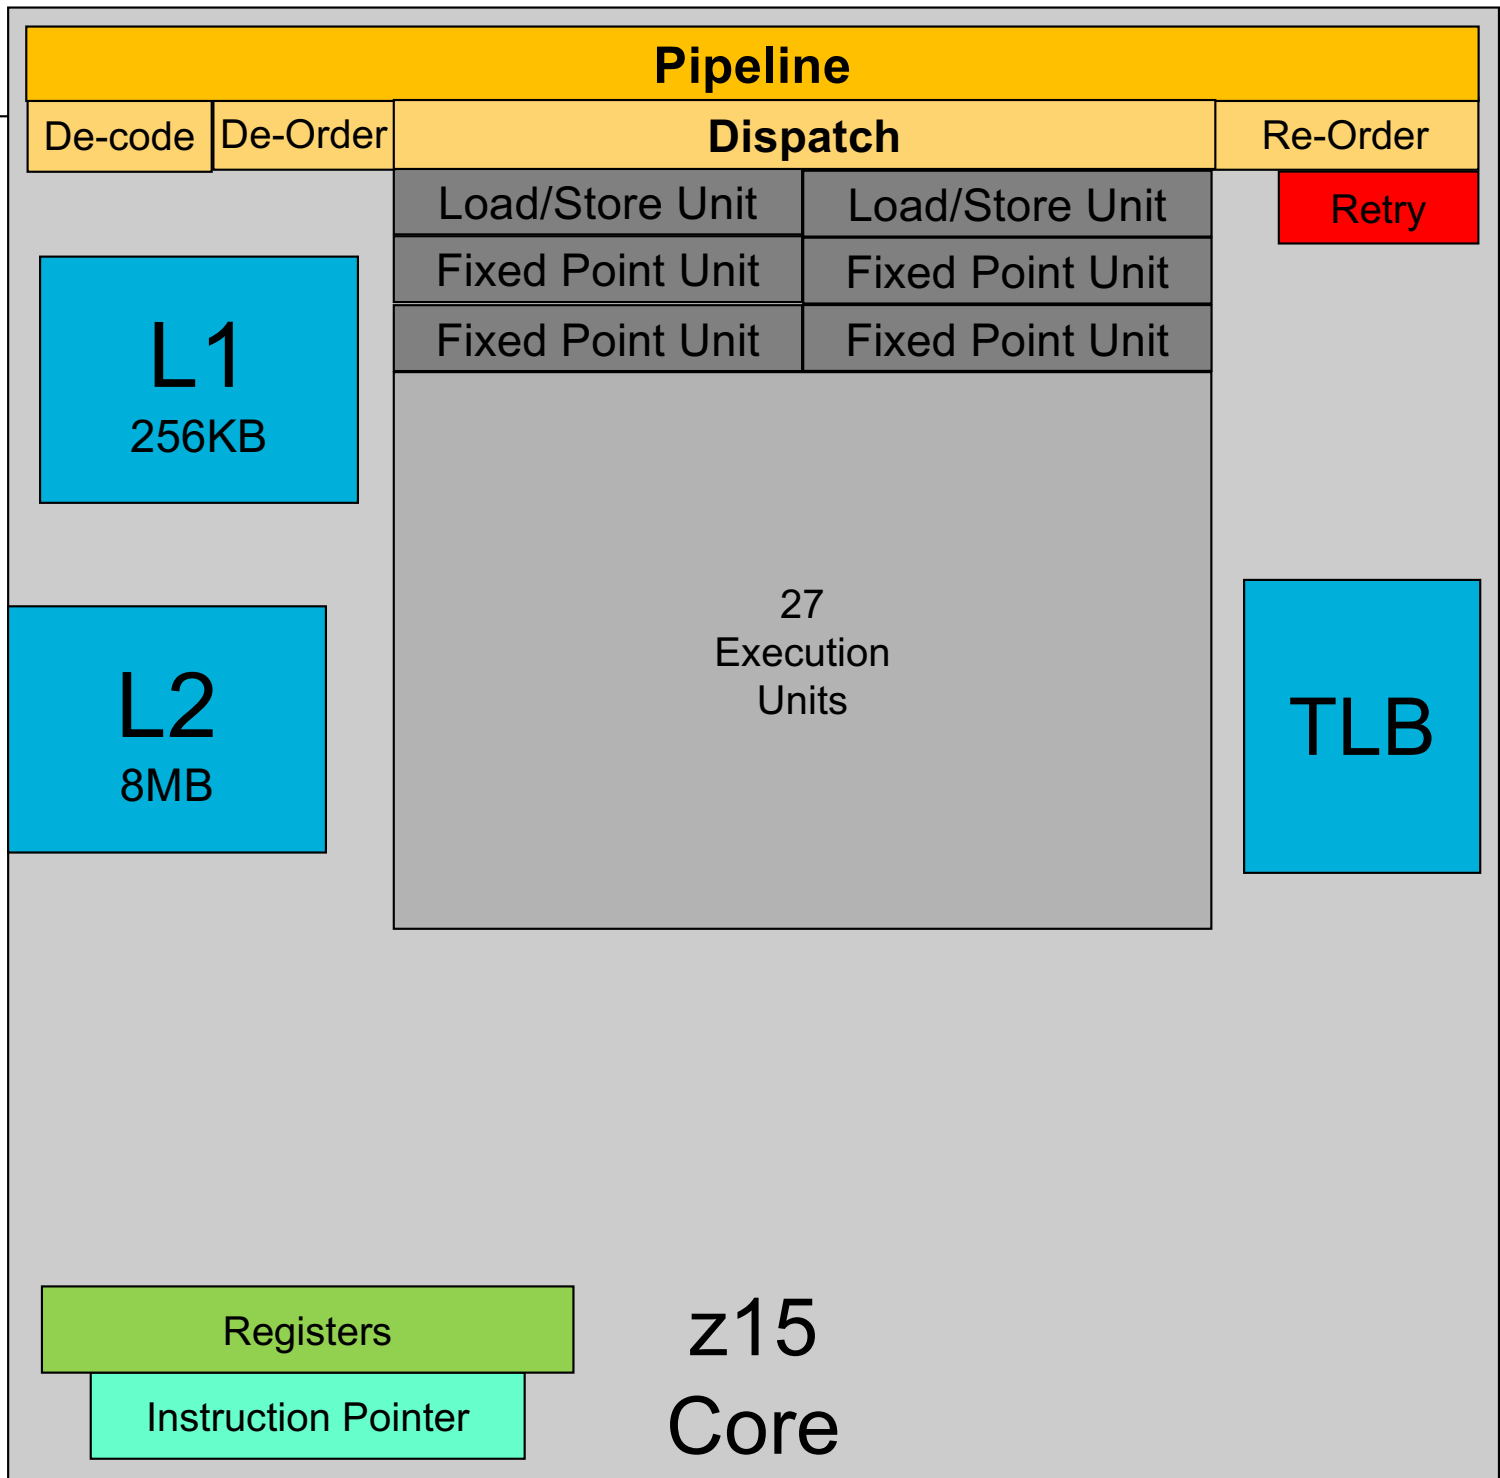 Pipeline
De-code
De-Order
Dispatch
Re-Order
Load/Store Unit
Load/Store Unit
Retry
Fixed Point Unit
Fixed Point Unit
Fixed Point Unit
Fixed Point Unit
L1
256KB
27
Execution
Units
L2
8MB
TLB
Registers
Instruction Pointer
z15
Core